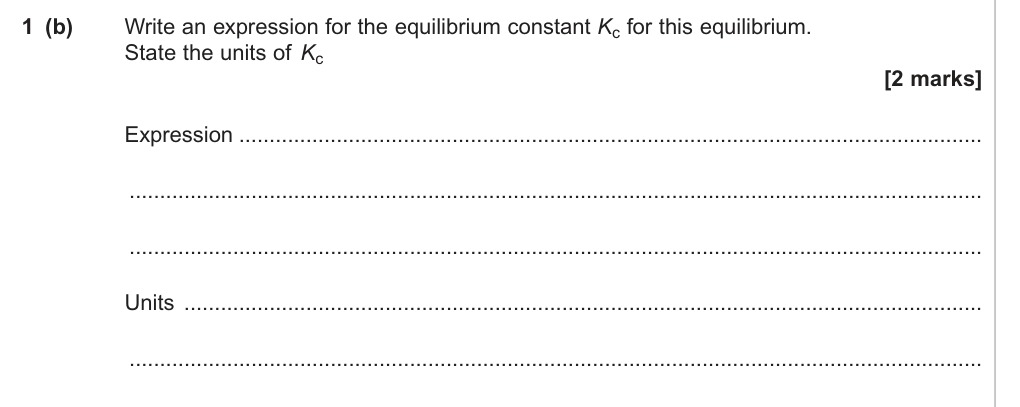 1 (b) Write an expression for the equilibrium constant Kc for this equilibrium.
State the units of Kc
[2 marks]
Expression ................................................................................
................................................................................
................................................................................
Units ................................................................................
................................................................................